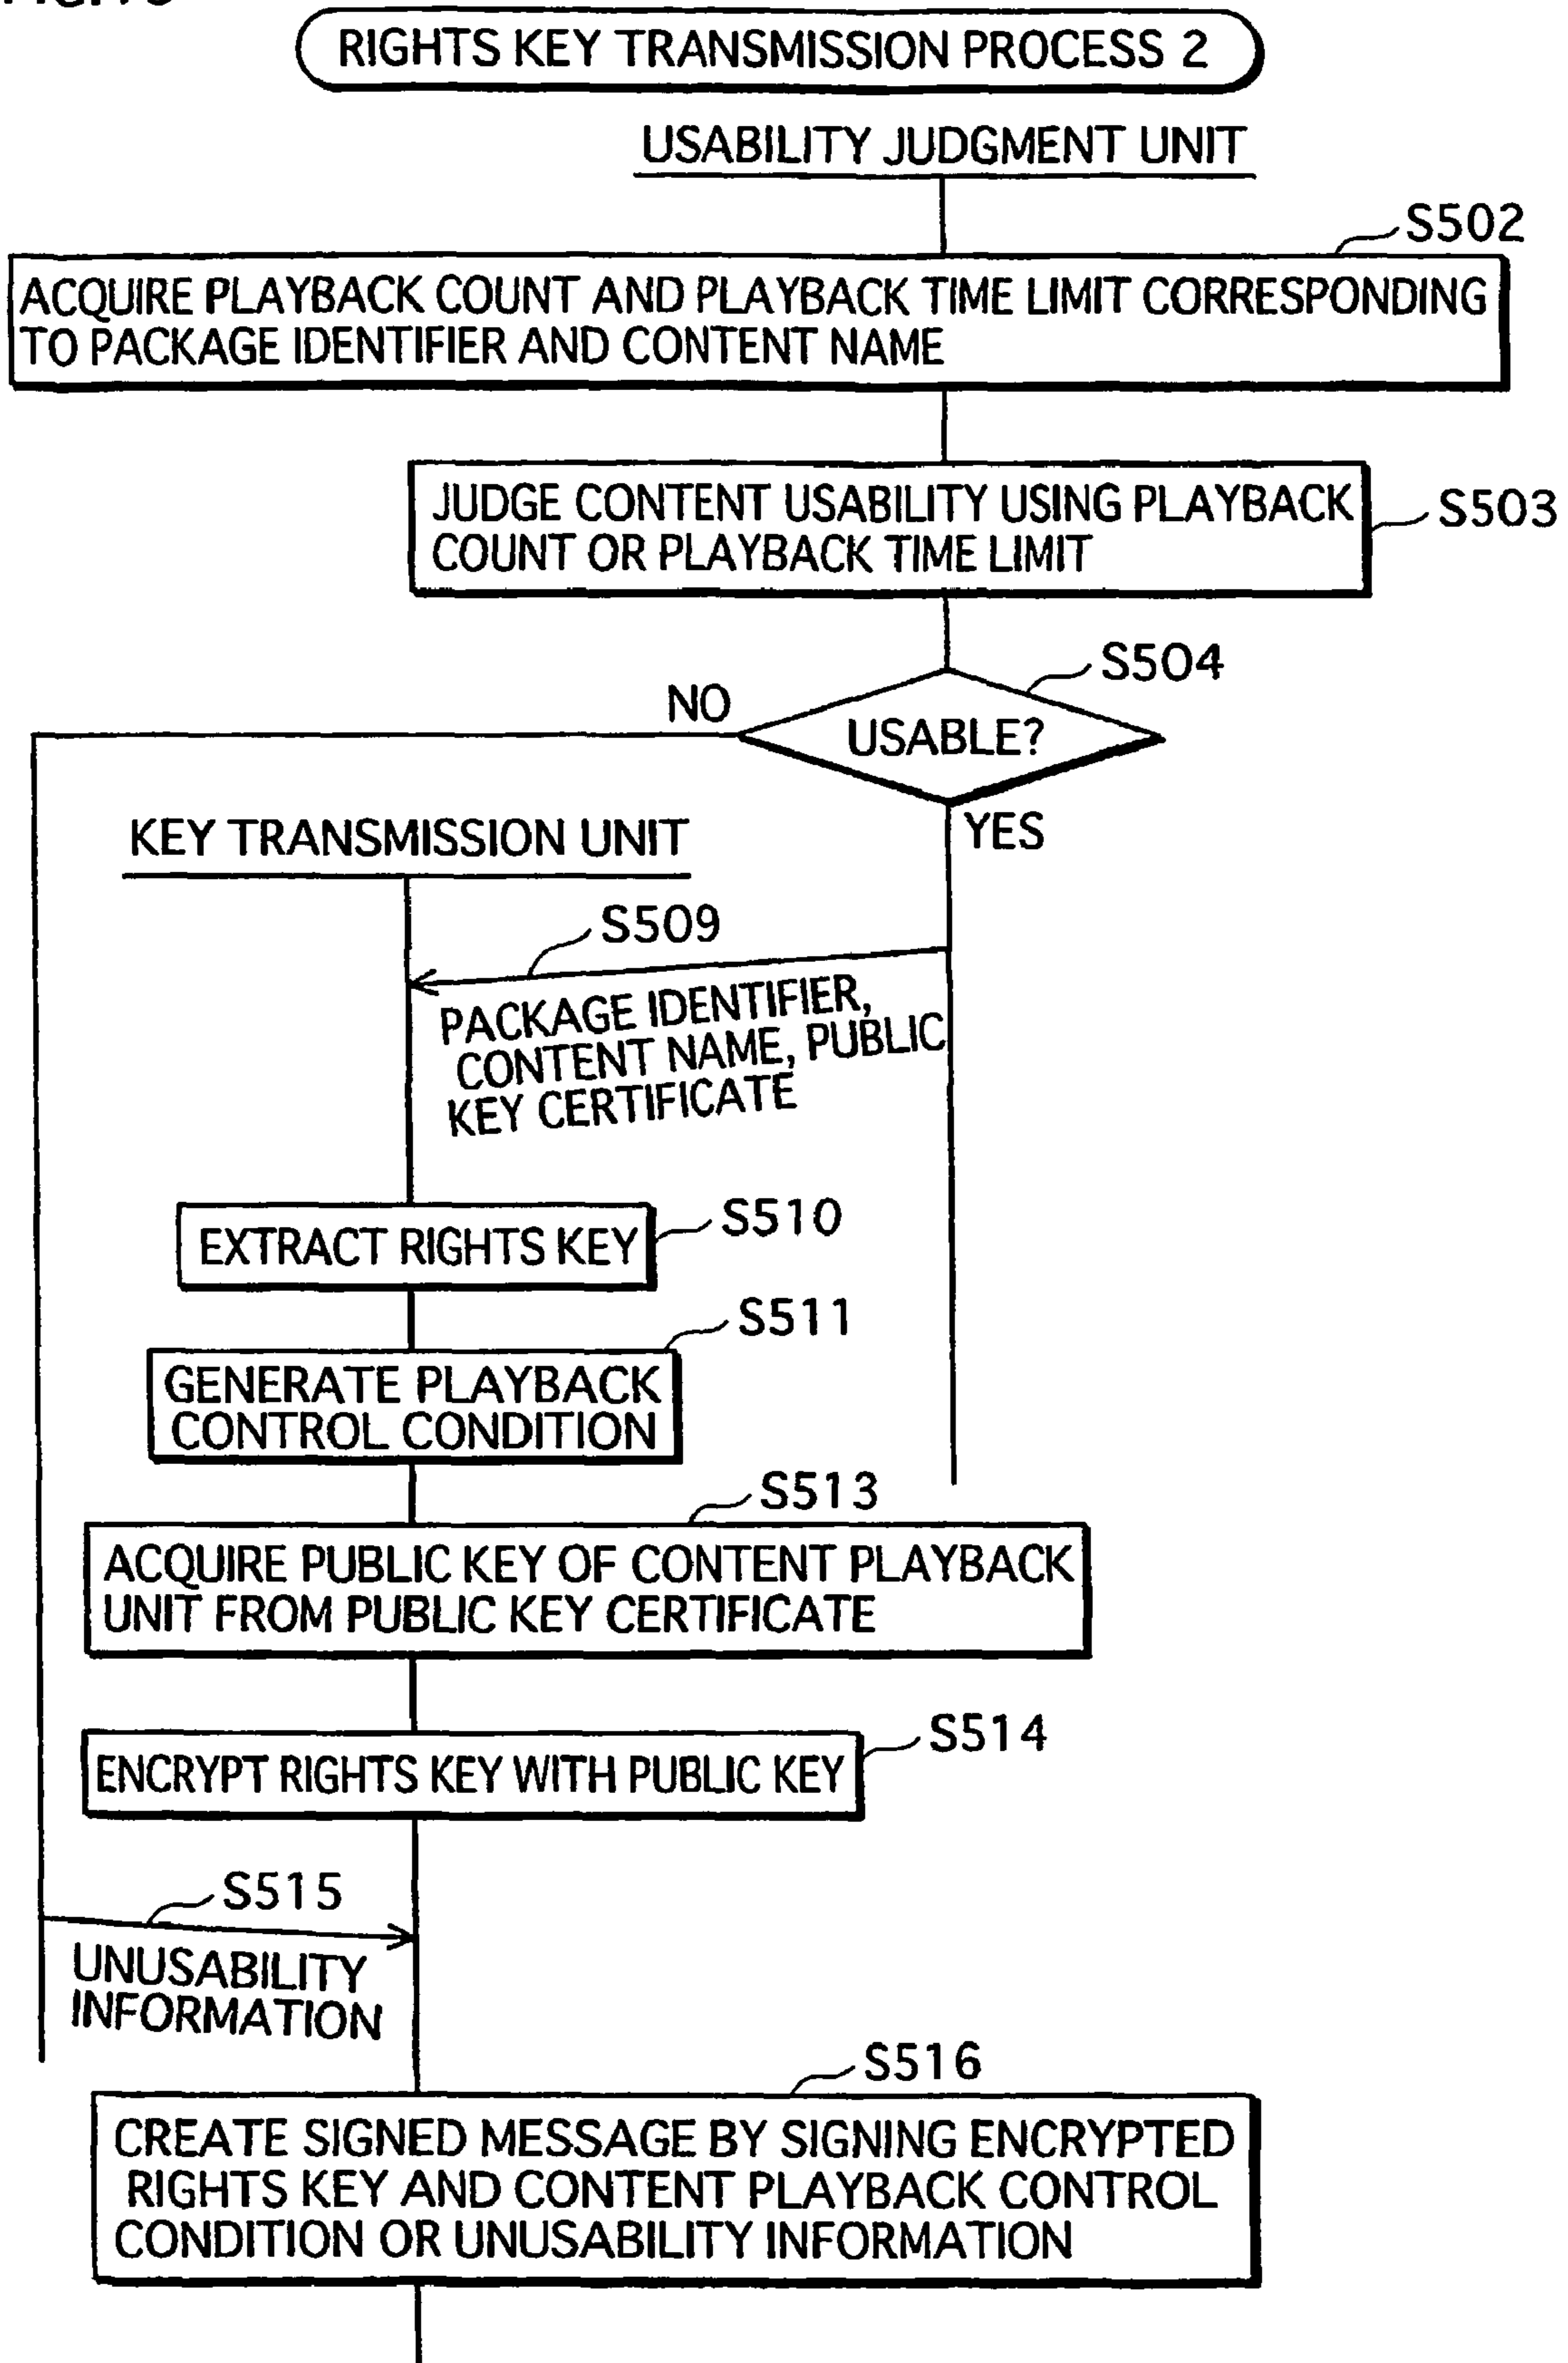 RIGHTS KEY TRANSMISSION PROCESS 2
USABILITY JUDGMENT UNIT
S502
ACQUIRE PLAYBACK COUNT AND PLAYBACK TIME LIMIT CORRESPONDING
TO PACKAGE IDENTIFIER AND CONTENT NAME
JUDGE CONTENT USABILITY USING PLAYBACK
COUNT OR PLAYBACK TIME LIMIT
S503
S504
NO
USABLE?
YES
KEY TRANSMISSION UNIT
S509
PACKAGE IDENTIFIER,
CONTENT NAME, PUBLIC
KEY CERTIFICATE
S510
EXTRACT RIGHTS KEY
S511
GENERATE PLAYBACK
CONTROL CONDITION
S513
ACQUIRE PUBLIC KEY OF CONTENT PLAYBACK
UNIT FROM PUBLIC KEY CERTIFICATE
S514
ENCRYPT RIGHTS KEY WITH PUBLIC KEY
S515
UNUSABILITY
INFORMATION
S516
CREATE SIGNED MESSAGE BY SIGNING ENCRYPTED
RIGHTS KEY AND CONTENT PLAYBACK CONTROL
CONDITION OR UNUSABILITY INFORMATION